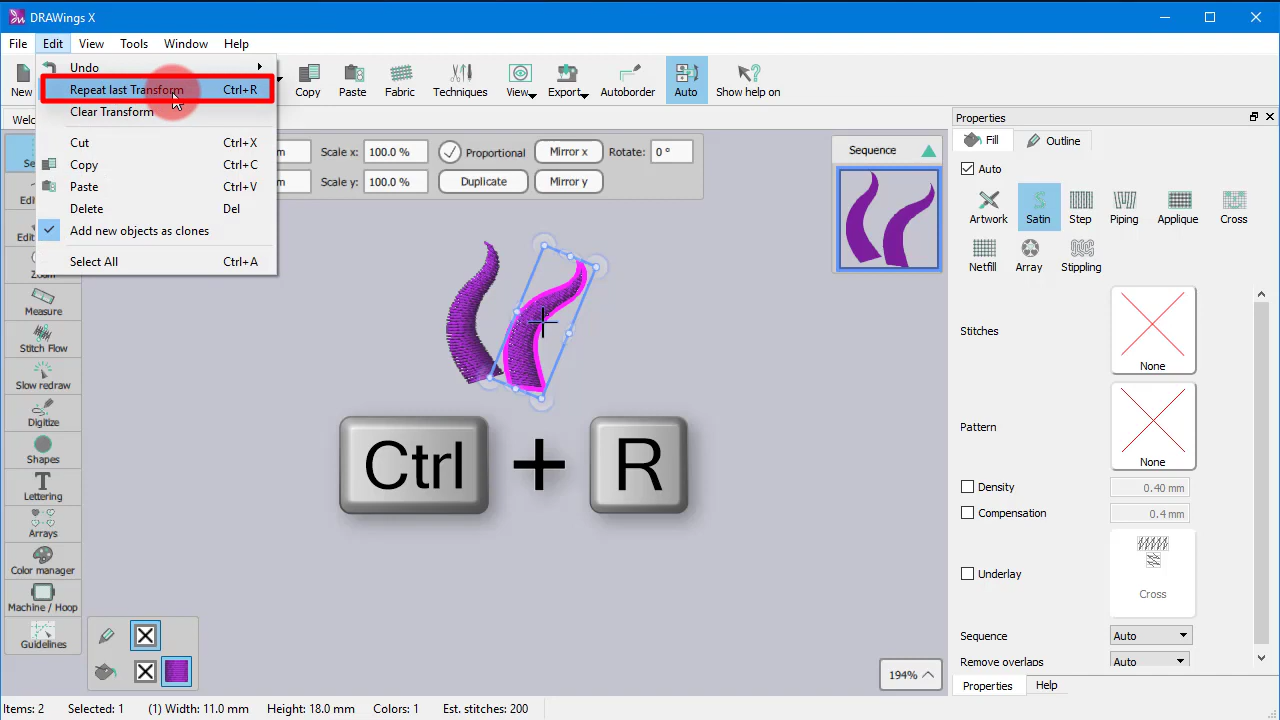 DRAWings X
File Edit View Tools Window Help
New Copy Paste Fabric Techniques View Export Autoborder Auto Show help on
Undo
Repeat last Transform Ctrl+R
Clear Transform
Cut Ctrl+X
Copy Ctrl+C
Paste Ctrl+V
Delete Del
Add new objects as clones
Select All Ctrl+A
Welc
Scale x: 100.0 % Proportional Mirror x Rotate: 0 °
Scale y: 100.0 % Duplicate Mirror y
Sequence
Se
Edit
Edit
Zoom
Measure
Stitch Flow
Slow redraw
Digitize
Shapes
Lettering
Arrays
Color manager
Machine / Hoop
Guidelines
Ctrl + R
194%
Properties
Fill Outline
Auto
Artwork Satin Step Piping Applique Cross
Netfill Array Stippling
Stitches
None
Pattern
None
Density 0.40 mm
Compensation 0.4 mm
Underlay
Cross
Sequence Auto
Remove overlaps Auto
Properties Help
Items: 2 Selected: 1 (1) Width: 11.0 mm Height: 18.0 mm Colors: 1 Est. stitches: 200